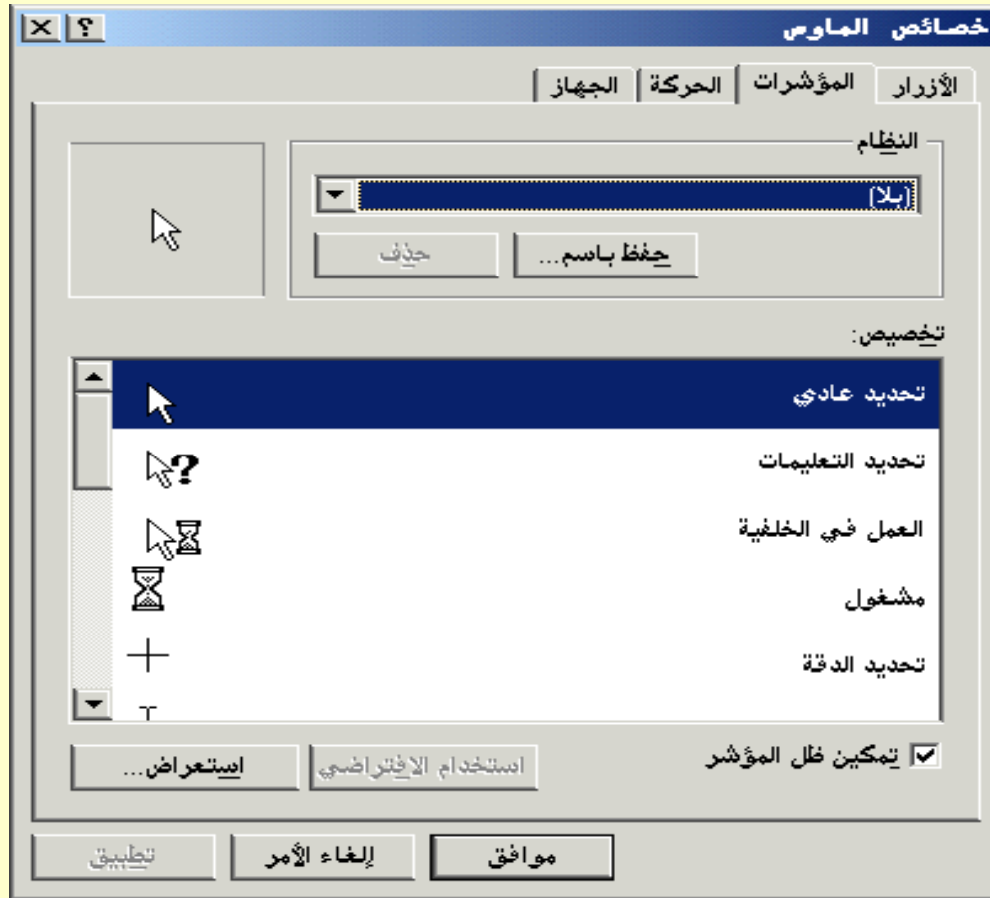 خصائص الماوس
الأزرار المؤشرات الحركة الجهاز
النظام
(بلا)
حفظ باسم... حذف
تخصيص:
تحديد عادي
تحديد التعليمات
العمل في الخلفية
مشغول
تحديد الدقة
تمكين ظل المؤشر استخدام الافتراضي استعراض...
موافق إلغاء الأمر تطبيق